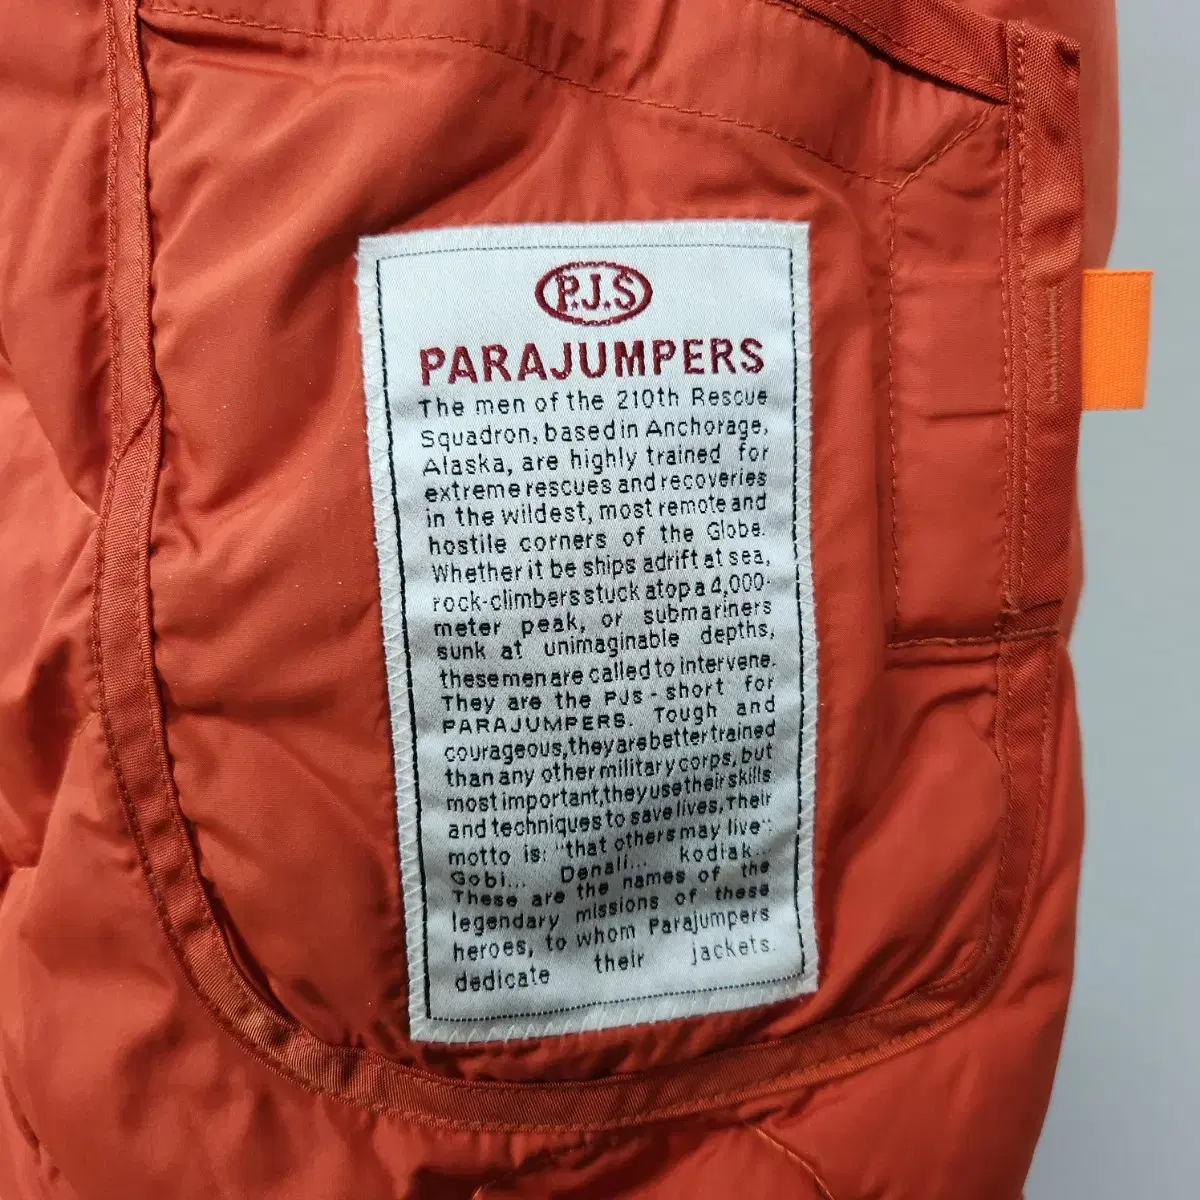 P.J.S
PARAJUMPERS
The men of the 210th Rescue
Squadron, based in Anchorage,
Alaska, are highly trained for
extreme rescues and recoveries
in the wildest, most remote and
hostile corners of the Globe.
Whether it be ships adrift at sea,
rock-climbers stuck atop a 4,000-
meter peak, or submariners
sunk at unimaginable depths,
these men are called to intervene.
They are the PJs - short for
PARAJUMPERS. Tough and
courageous, they are better trained
than any other military corps, but
most important, they use their skills
and techniques to save lives, Their
motto is: "that others may live"
Gobi... Denali... Kodiak...
These are the names of the
legendary missions of these
heroes, to whom Parajumpers
dedicate their jackets.